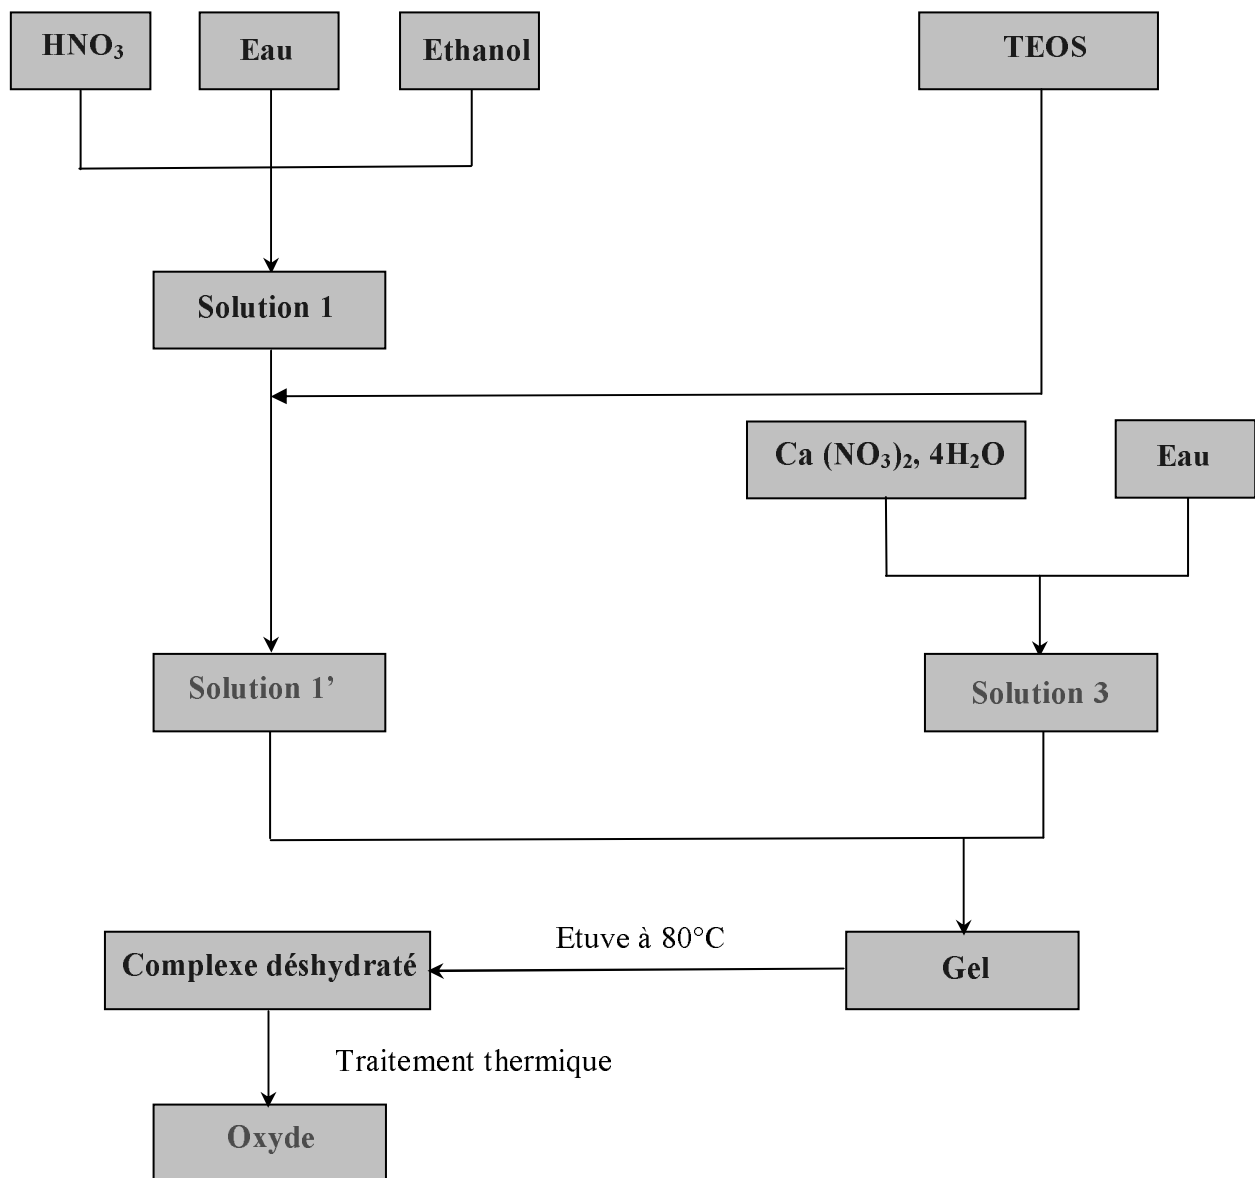 HNO₃
Eau
Ethanol
TEOS
Solution 1
Ca (NO₃)₂, 4H₂O
Eau
Solution 1’
Solution 3
Etuve à 80°C
Complexe déshydraté
Gel
Traitement thermique
Oxyde